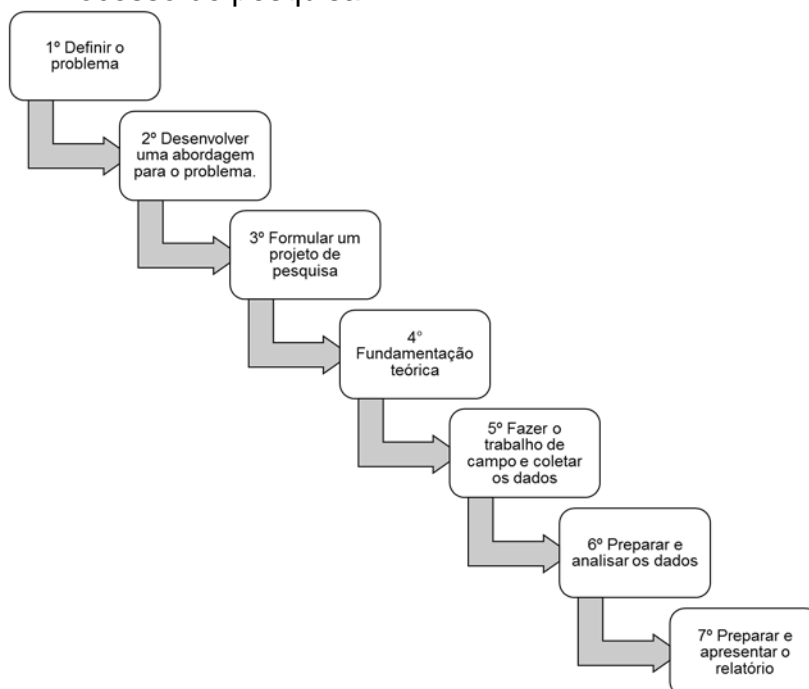 1º Definir o
problema
2º Desenvolver
uma abordagem
para o problema.
3º Formular um
projeto de
pesquisa
4°
Fundamentação
teórica
5º Fazer o
trabalho de
campo e coletar
os dados
6º Preparar e
analisar os dados
7º Preparar e
apresentar o
relatório